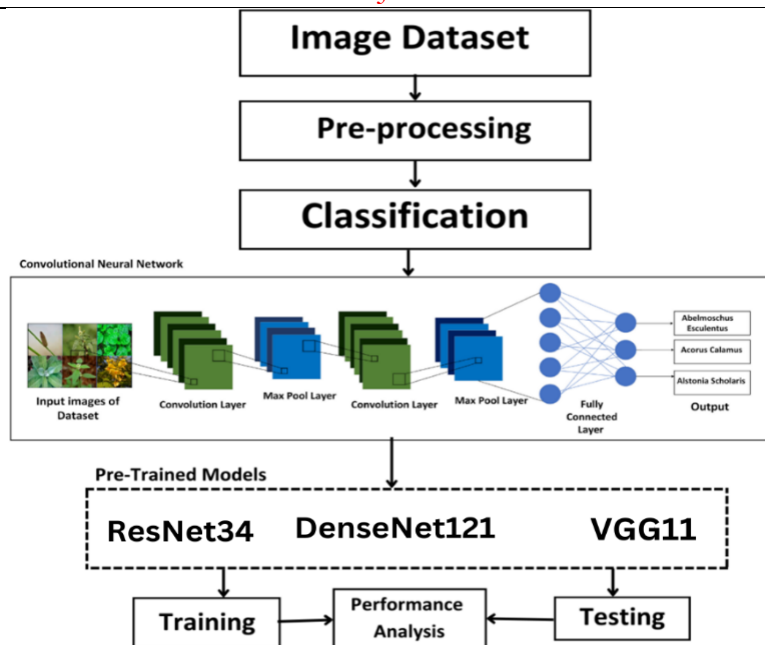 Image Dataset
Pre-processing
Classification
Convolutional Neural Network
Input images of
Dataset
Convolution Layer
Max Pool Layer
Convolution Layer
Max Pool Layer
Fully
Connected
Layer
Abelmoschus
Esculentus
Acorus Calamus
Alstonia Scholaris
Output
Pre-Trained Models
ResNet34
DenseNet121
VGG11
Training
Performance
Analysis
Testing